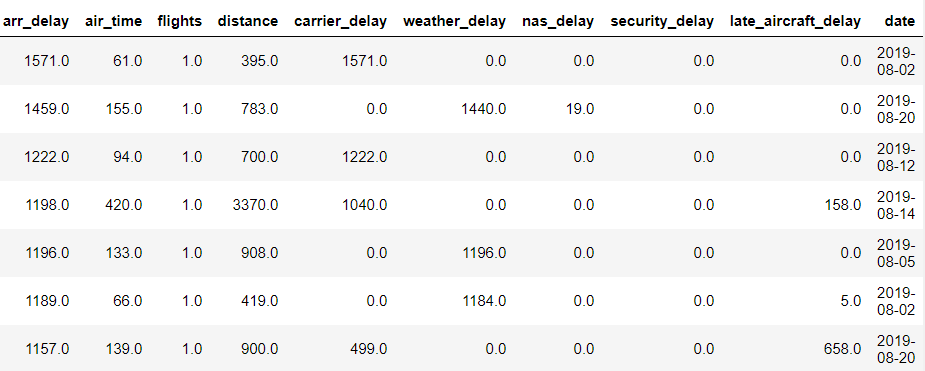 arr_delay air_time flights distance carrier_delay weather_delay nas_delay security_delay late_aircraft_delay date
1571.0 61.0 1.0 395.0 1571.0 0.0 0.0 0.0 0.0 2019-
08-02
1459.0 155.0 1.0 783.0 0.0 1440.0 19.0 0.0 0.0 2019-
08-20
1222.0 94.0 1.0 700.0 1222.0 0.0 0.0 0.0 0.0 2019-
08-12
1198.0 420.0 1.0 3370.0 1040.0 0.0 0.0 0.0 158.0 2019-
08-14
1196.0 133.0 1.0 908.0 0.0 1196.0 0.0 0.0 0.0 2019-
08-05
1189.0 66.0 1.0 419.0 0.0 1184.0 0.0 0.0 5.0 2019-
08-02
1157.0 139.0 1.0 900.0 499.0 0.0 0.0 0.0 658.0 2019-
08-20